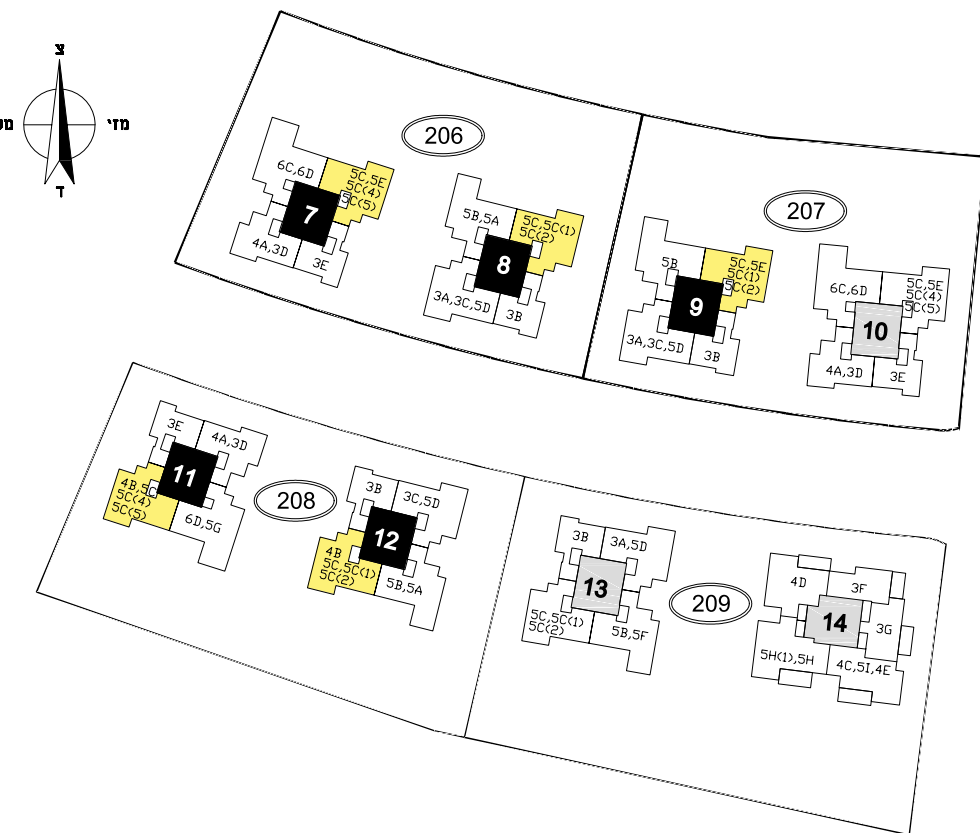 צ
מז'
ד
206
6C,6D
5C,5E
5C(4)
5C(5)
7
4A,3D
3E
5B,5A
5C,5C(1)
5C(2)
8
3A,3C,5D
3B
207
5B
5C,5E
5C(1)
5C(2)
9
3A,3C,5D
3B
6C,6D
5C,5E
5C(4)
5C(5)
10
4A,3D
3E
3E
4A,3D
11
5C(4)
5C(5)
6D,5G
208
3B
3C,5D
12
4B
5C,5C(1)
5C(2)
5B,5A
3B
3A,5D
13
5C,5C(1)
5C(2)
5B,5F
209
4D
3F
14
3G
5H(1),5H
4C,5I,4E